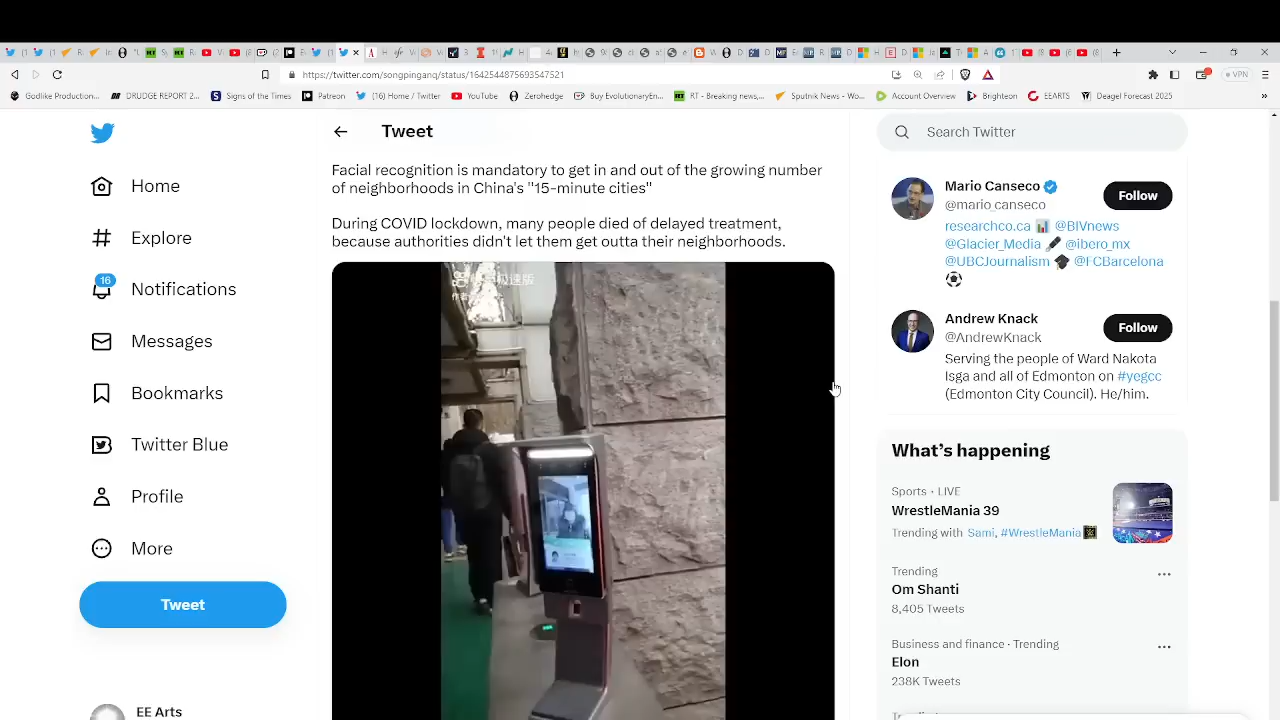 https://twitter.com/songpinganq/status/1642544875693547521
VPN
Godlike Productions...
DRUDGE REPORT 2...
Signs of the Times
Patreon
(16) Home / Twitter
YouTube
Zerohedge
Buy EvolutionaryEn...
RT - Breaking news,...
Sputnik News - Wo...
Account Overview
Brighteon
EEARTS
Deagel Forecast 2025
Home
Explore
16
Notifications
Messages
Bookmarks
Twitter Blue
Profile
More
Tweet
EE Arts
Tweet
Facial recognition is mandatory to get in and out of the growing number
of neighborhoods in China's "15-minute cities"
During COVID lockdown, many people died of delayed treatment,
because authorities didn't let them get outta their neighborhoods.
极速版
Search Twitter
Mario Canseco
@mario_canseco
Follow
researchco.ca 📊 @BIVnews
@Glacier_Media 🖋 @ibero_mx
@UBCJournalism 🎓 @FCBarcelona
⚽
Andrew Knack
@AndrewKnack
Follow
Serving the people of Ward Nakota
Isga and all of Edmonton on #yegcc
(Edmonton City Council). He/him.
What's happening
Sports · LIVE
WrestleMania 39
Trending with Sami, #WrestleMania
Trending
Om Shanti
8,405 Tweets
Business and finance · Trending
Elon
238K Tweets